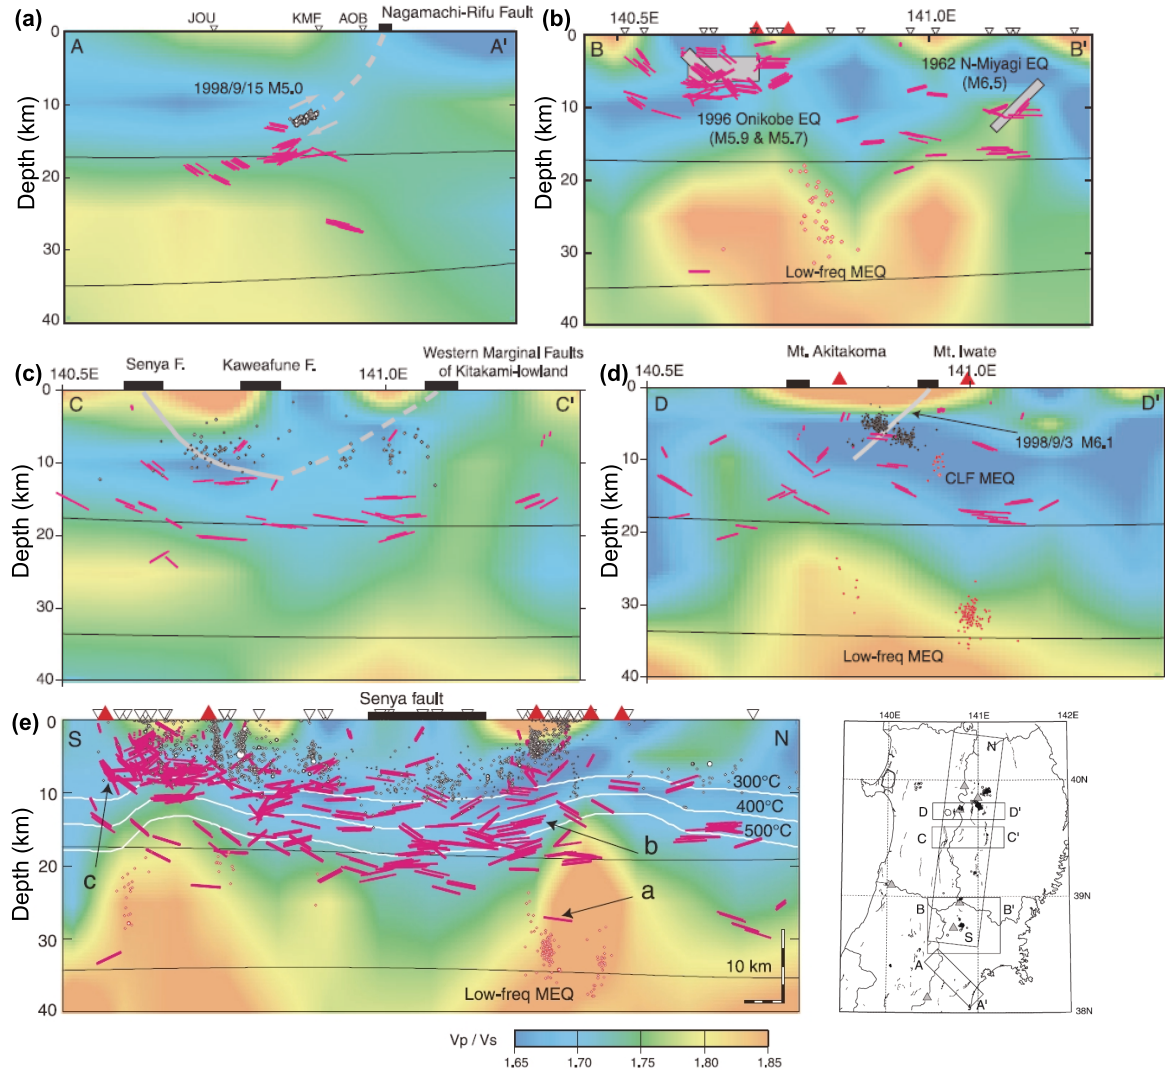 (a)
JOU
KMF
AOB
Nagamachi-Rifu Fault
A
A'
1998/9/15 M5.0
0
10
20
30
40
Depth (km)
(b)
140.5E
141.0E
B
B'
1962 N-Miyagi EQ
(M6.5)
1996 Onikobe EQ
(M5.9 & M5.7)
Low-freq MEQ
0
10
20
30
40
Depth (km)
(c)
140.5E
Senya F.
Kaweafune F.
141.0E
Western Marginal Faults
of Kitakami-lowland
C
C'
0
10
20
30
40
Depth (km)
(d)
140.5E
Mt. Akitakoma
Mt. Iwate
141.0E
D
D'
1998/9/3 M6.1
CLF MEQ
Low-freq MEQ
0
10
20
30
40
Depth (km)
(e)
Senya fault
S
N
300°C
400°C
500°C
c
b
a
10 km
Low-freq MEQ
0
10
20
30
40
Depth (km)
Vp / Vs
1.65
1.70
1.75
1.80
1.85
140E
141E
142E
N
40N
D
D'
C
C'
39N
B
B'
S
A
A'
38N